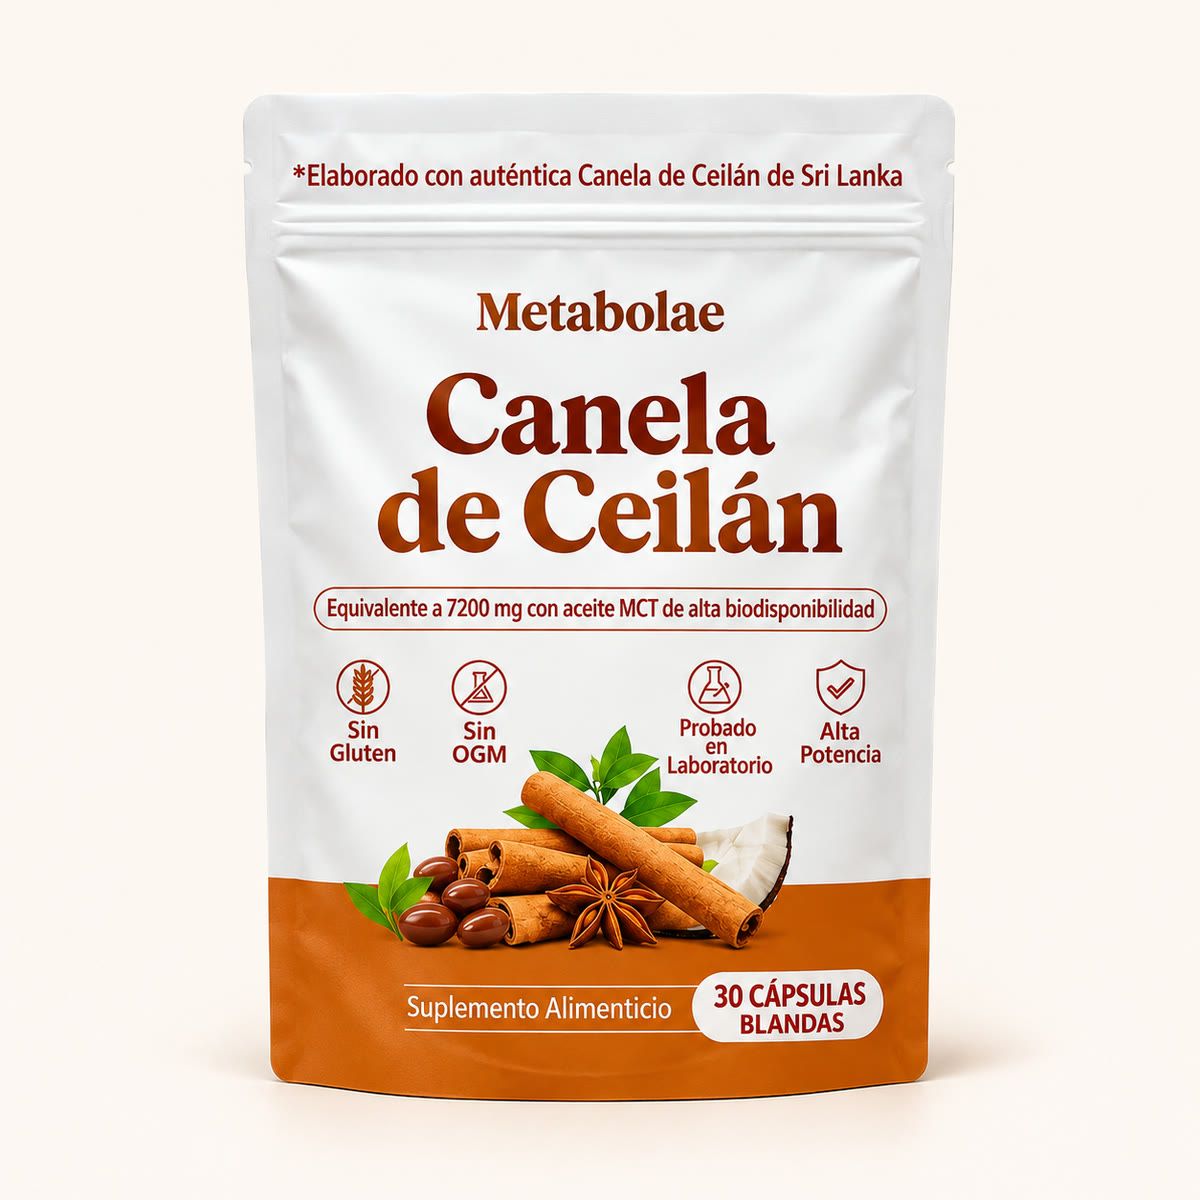 *Elaborado con auténtica Canela de Ceilán de Sri Lanka
Metabolae
Canela
de Ceilán
Equivalente a 7200 mg con aceite MCT de alta biodisponibilidad
Sin
Gluten
Sin
OGM
Probado
en
Laboratorio
Alta
Potencia
Suplemento Alimenticio
30 CÁPSULAS
BLANDAS